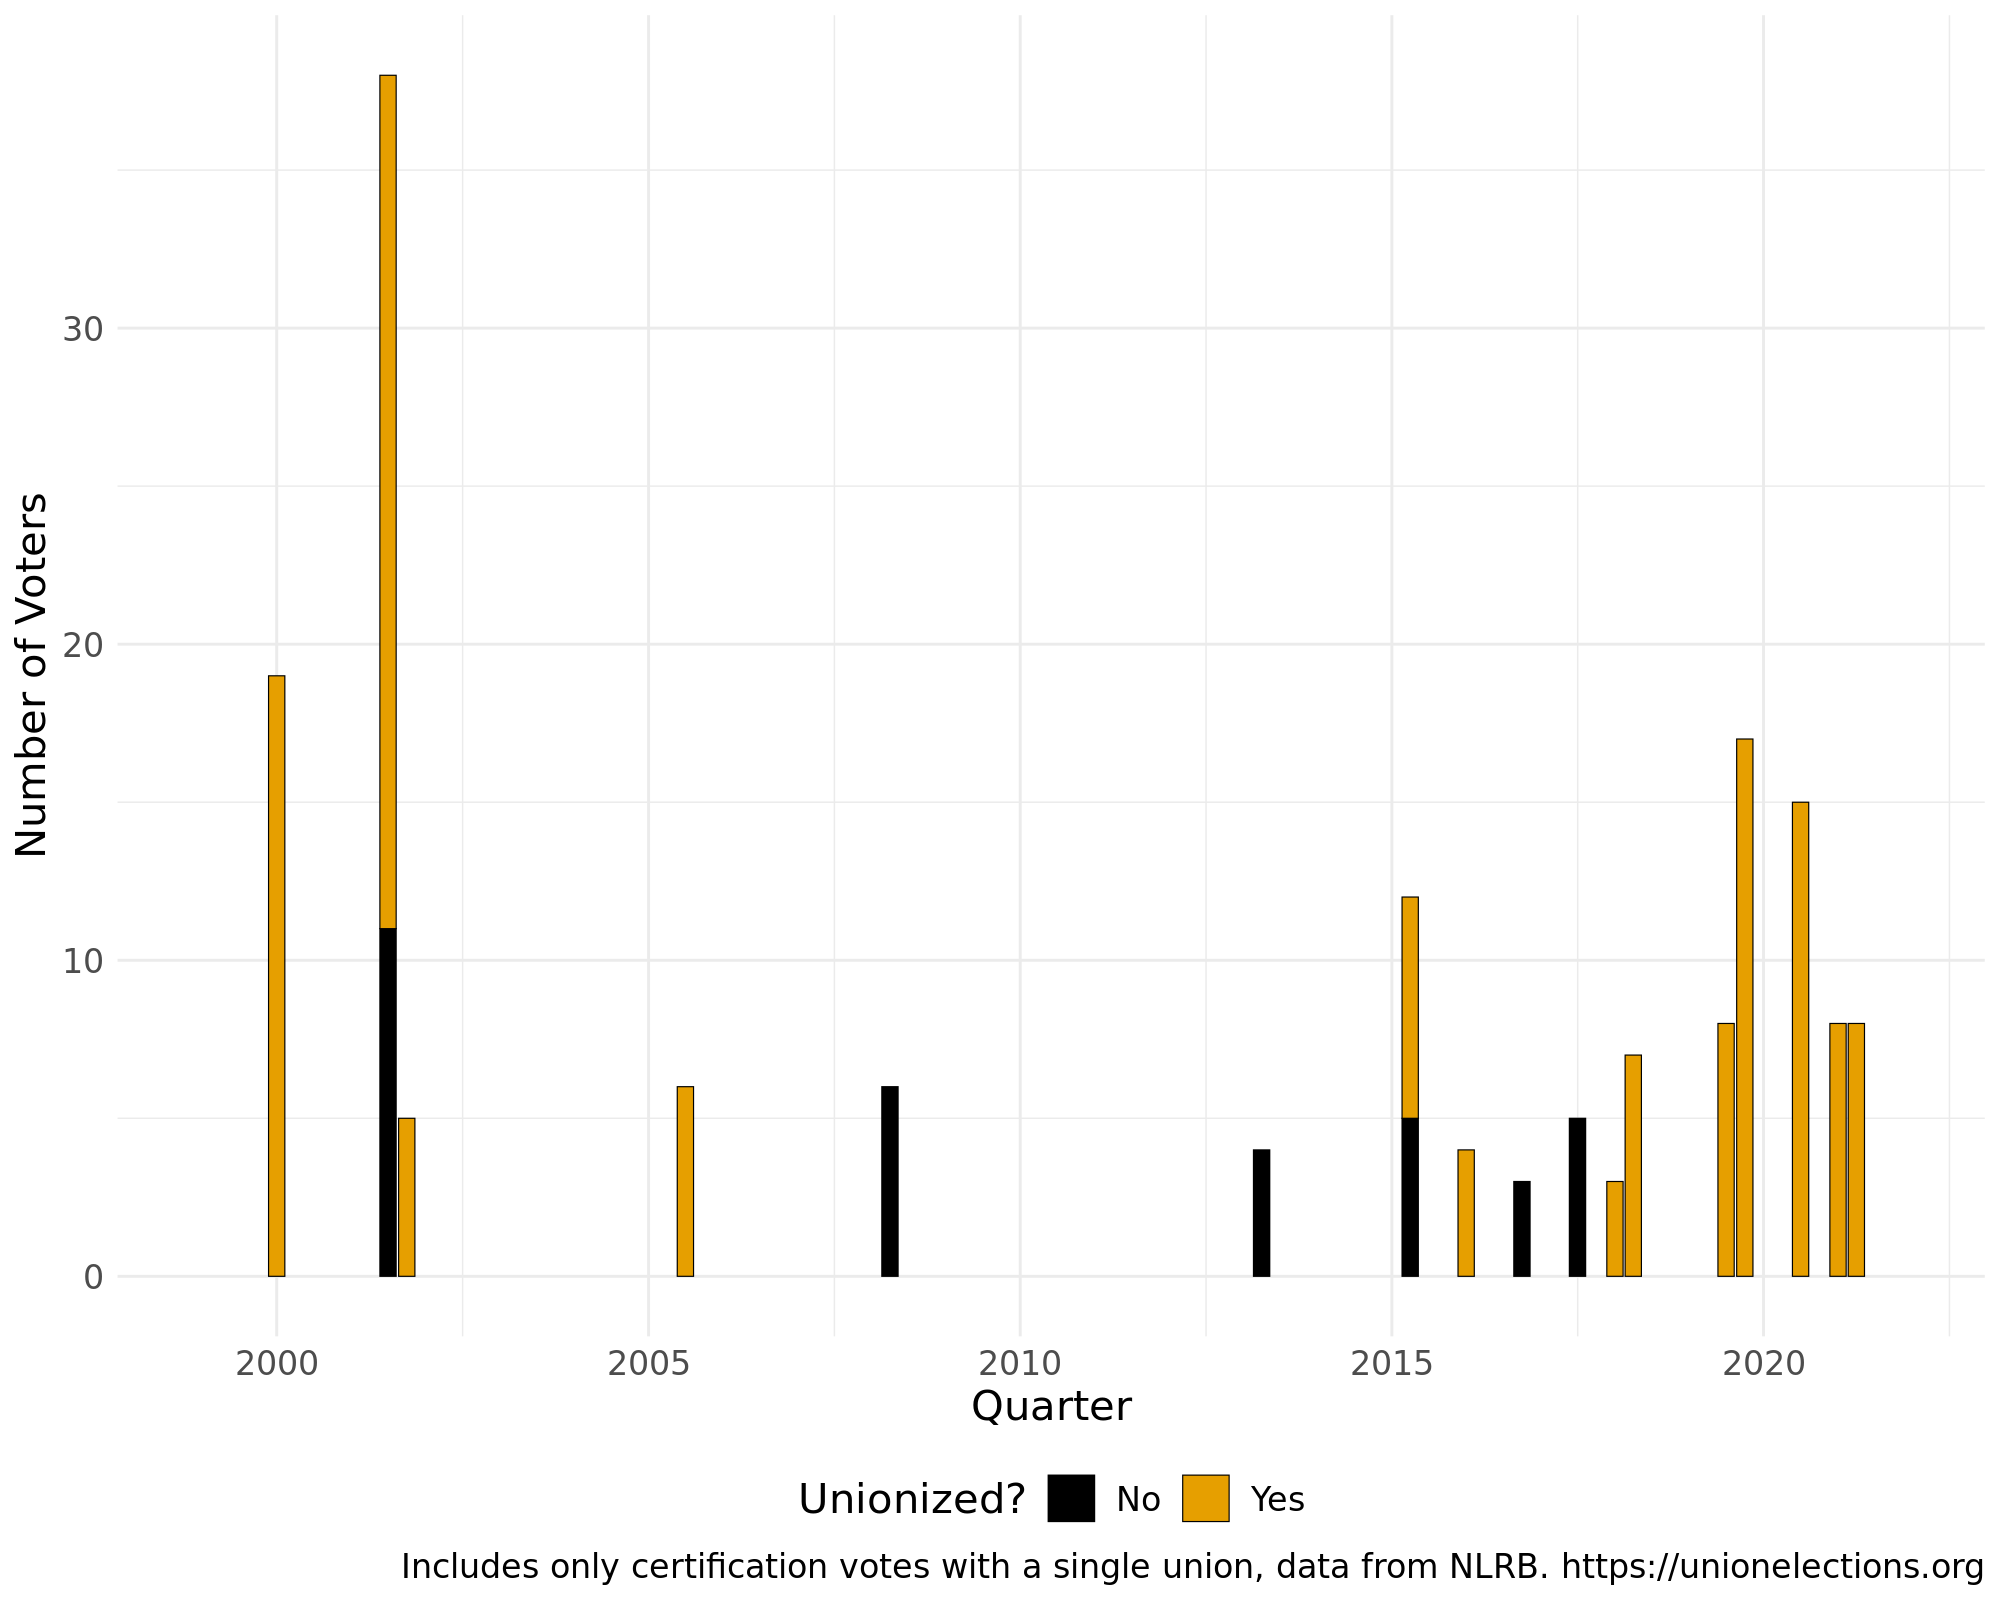 Number of Voters
30
20
10
0
2000 2005 2010 2015 2020
Quarter
Unionized? No Yes
Includes only certification votes with a single union, data from NLRB. https://unionelections.org